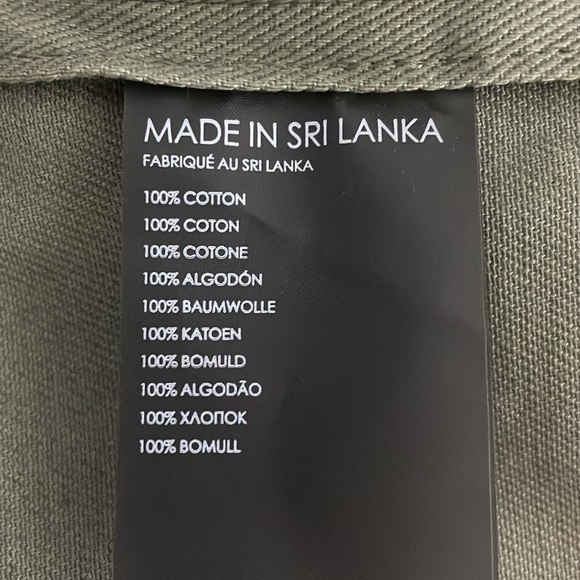 MADE IN SRI LANKA
FABRIQUÉ AU SRI LANKA
100% COTTON
100% COTON
100% COTONE
100% ALGODÓN
100% BAUMWOLLE
100% KATOEN
100% BOMULD
100% ALGODÃO
100% ХЛОПОК
100% BOMULL